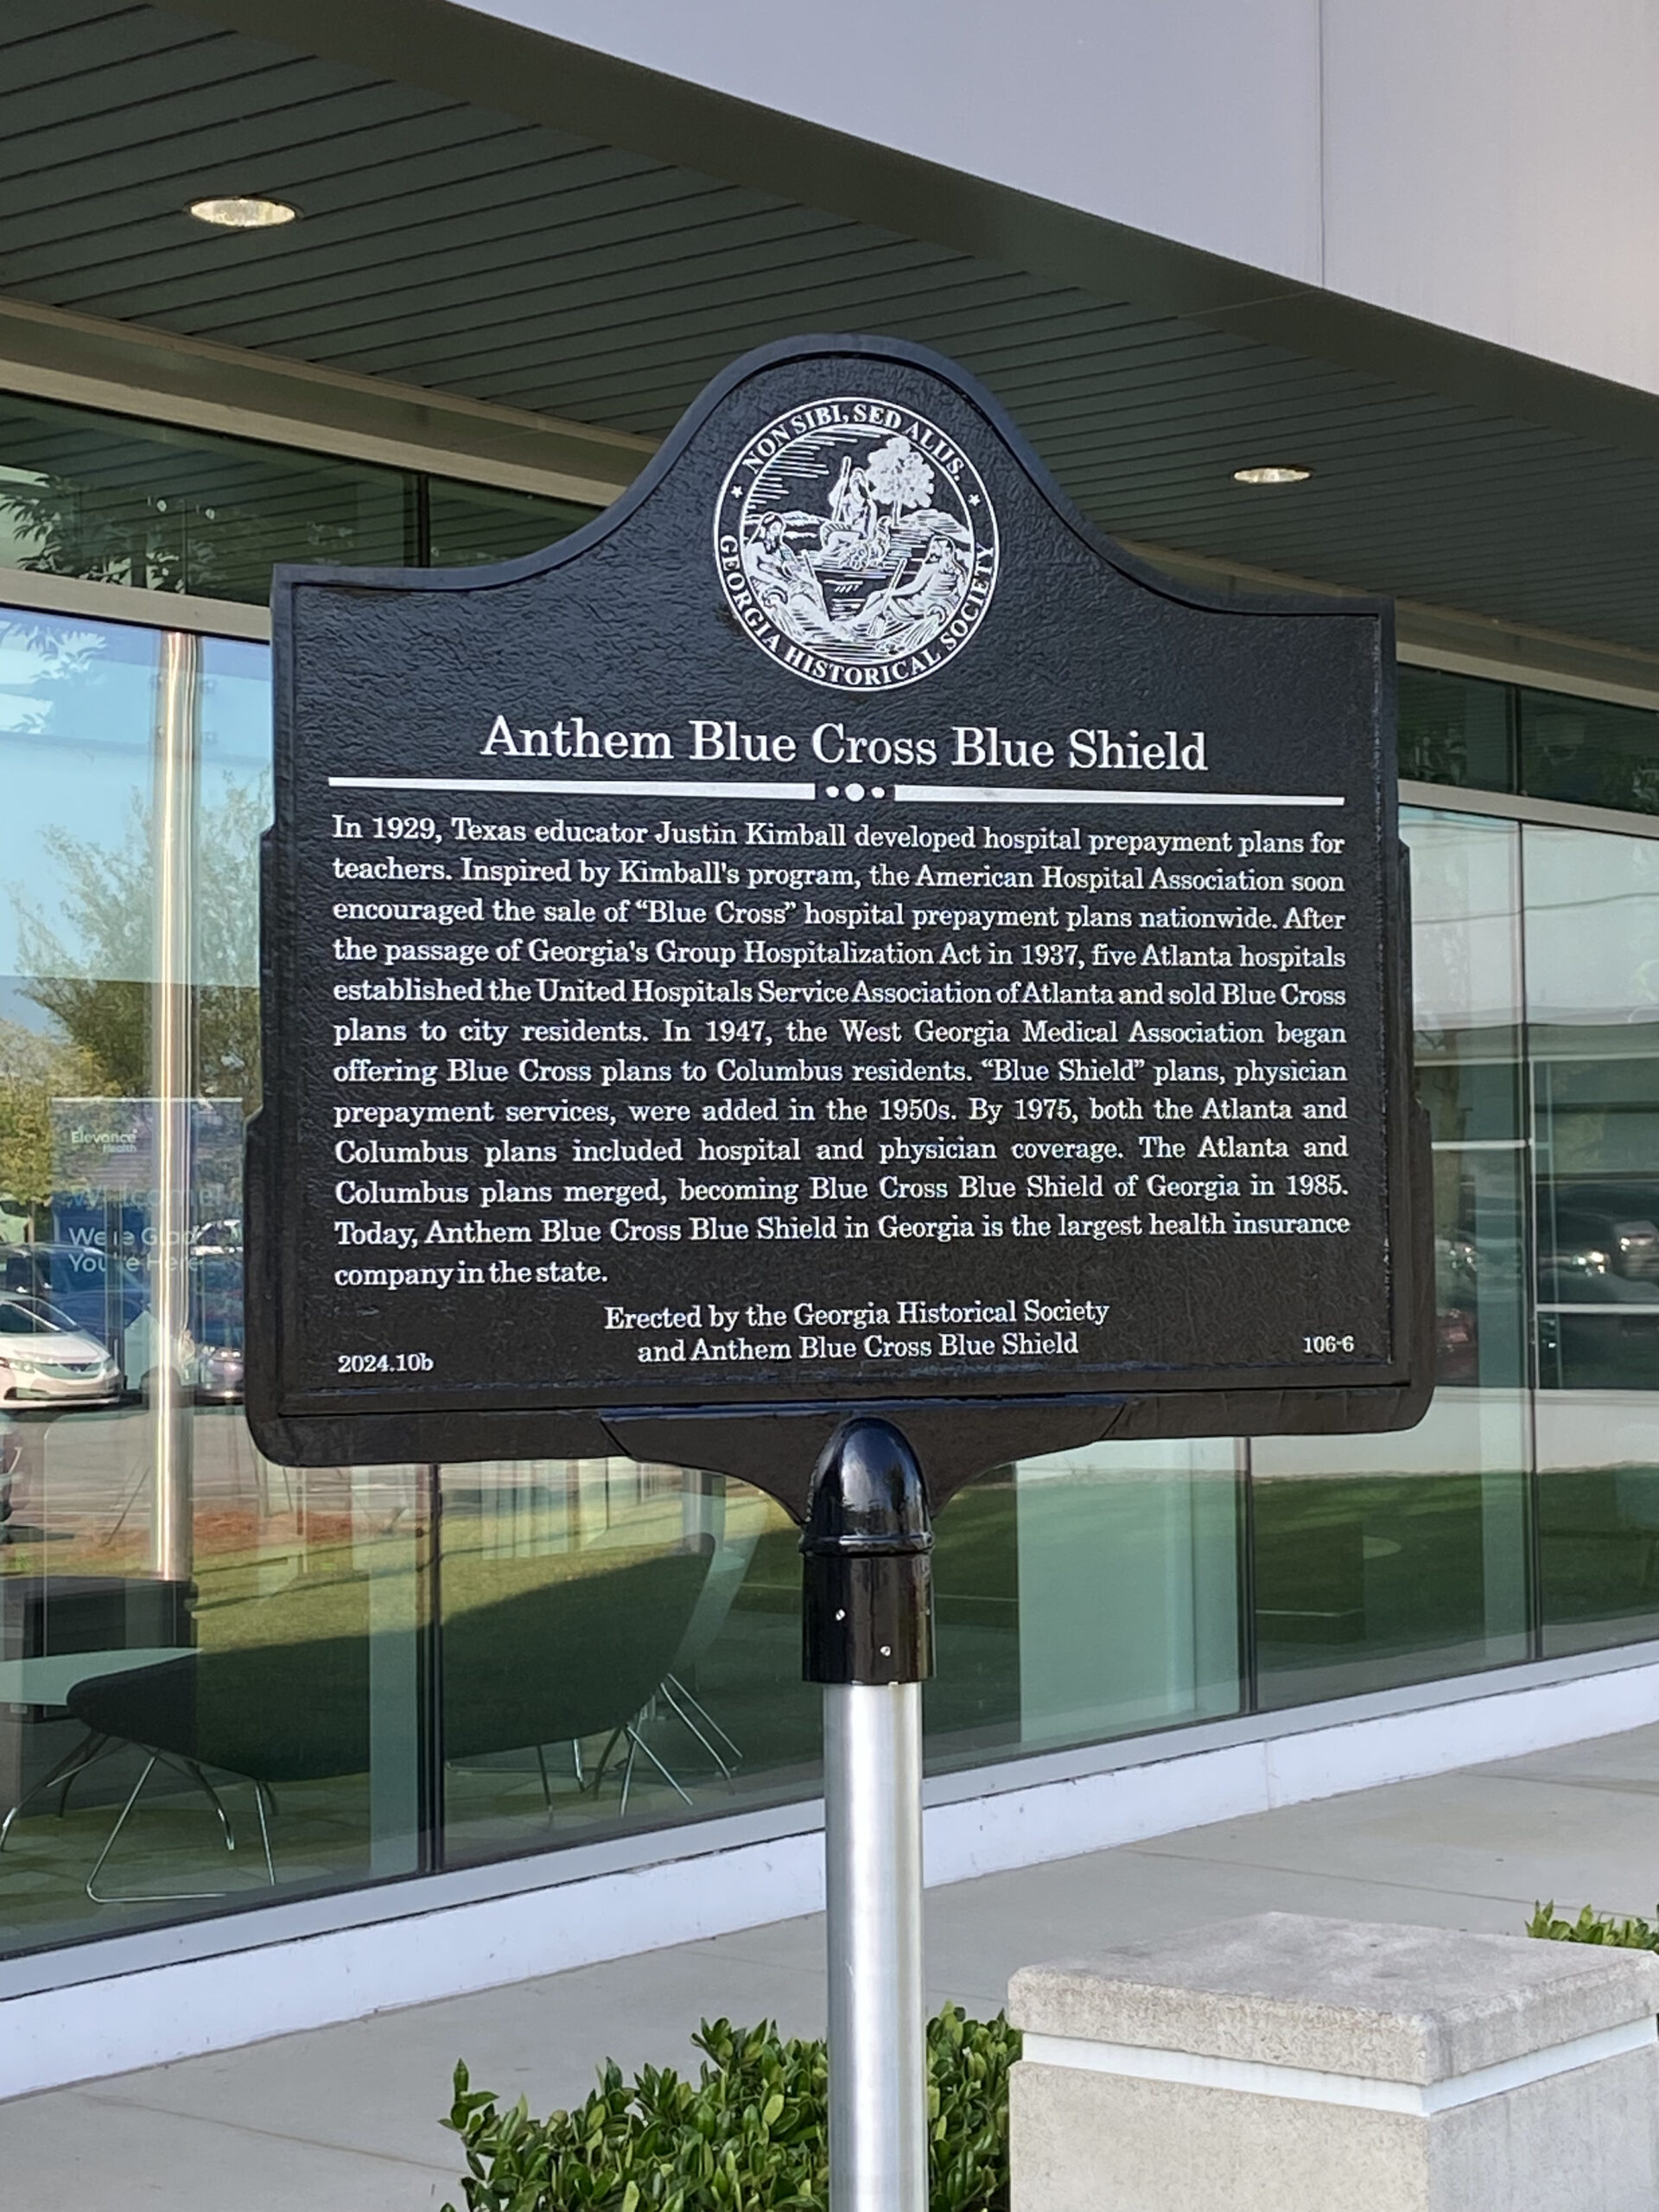 NON SIBI, SED ALIIS.
GEORGIA HISTORICAL SOCIETY
Anthem Blue Cross Blue Shield
In 1929, Texas educator Justin Kimball developed hospital prepayment plans for
teachers. Inspired by Kimball's program, the American Hospital Association soon
encouraged the sale of “Blue Cross” hospital prepayment plans nationwide. After
the passage of Georgia's Group Hospitalization Act in 1937, five Atlanta hospitals
established the United Hospitals Service Association of Atlanta and sold Blue Cross
plans to city residents. In 1947, the West Georgia Medical Association began
offering Blue Cross plans to Columbus residents. “Blue Shield” plans, physician
prepayment services, were added in the 1950s. By 1975, both the Atlanta and
Columbus plans included hospital and physician coverage. The Atlanta and
Columbus plans merged, becoming Blue Cross Blue Shield of Georgia in 1985.
Today, Anthem Blue Cross Blue Shield in Georgia is the largest health insurance
company in the state.
Erected by the Georgia Historical Society
and Anthem Blue Cross Blue Shield
2024.10b
106-6
Elevance
Health
Welcome!
We're Glad
You're Here